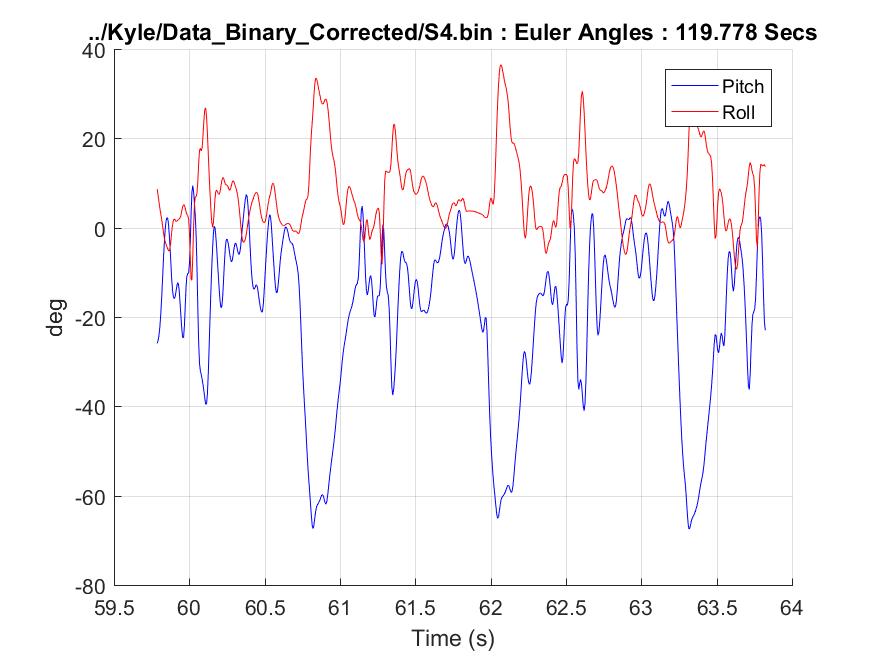 ../Kyle/Data_Binary_Corrected/S4.bin : Euler Angles : 119.778 Secs
40
20
0
-20
-40
-60
-80
deg
Pitch
Roll
59.5 60 60.5 61 61.5 62 62.5 63 63.5 64
Time (s)